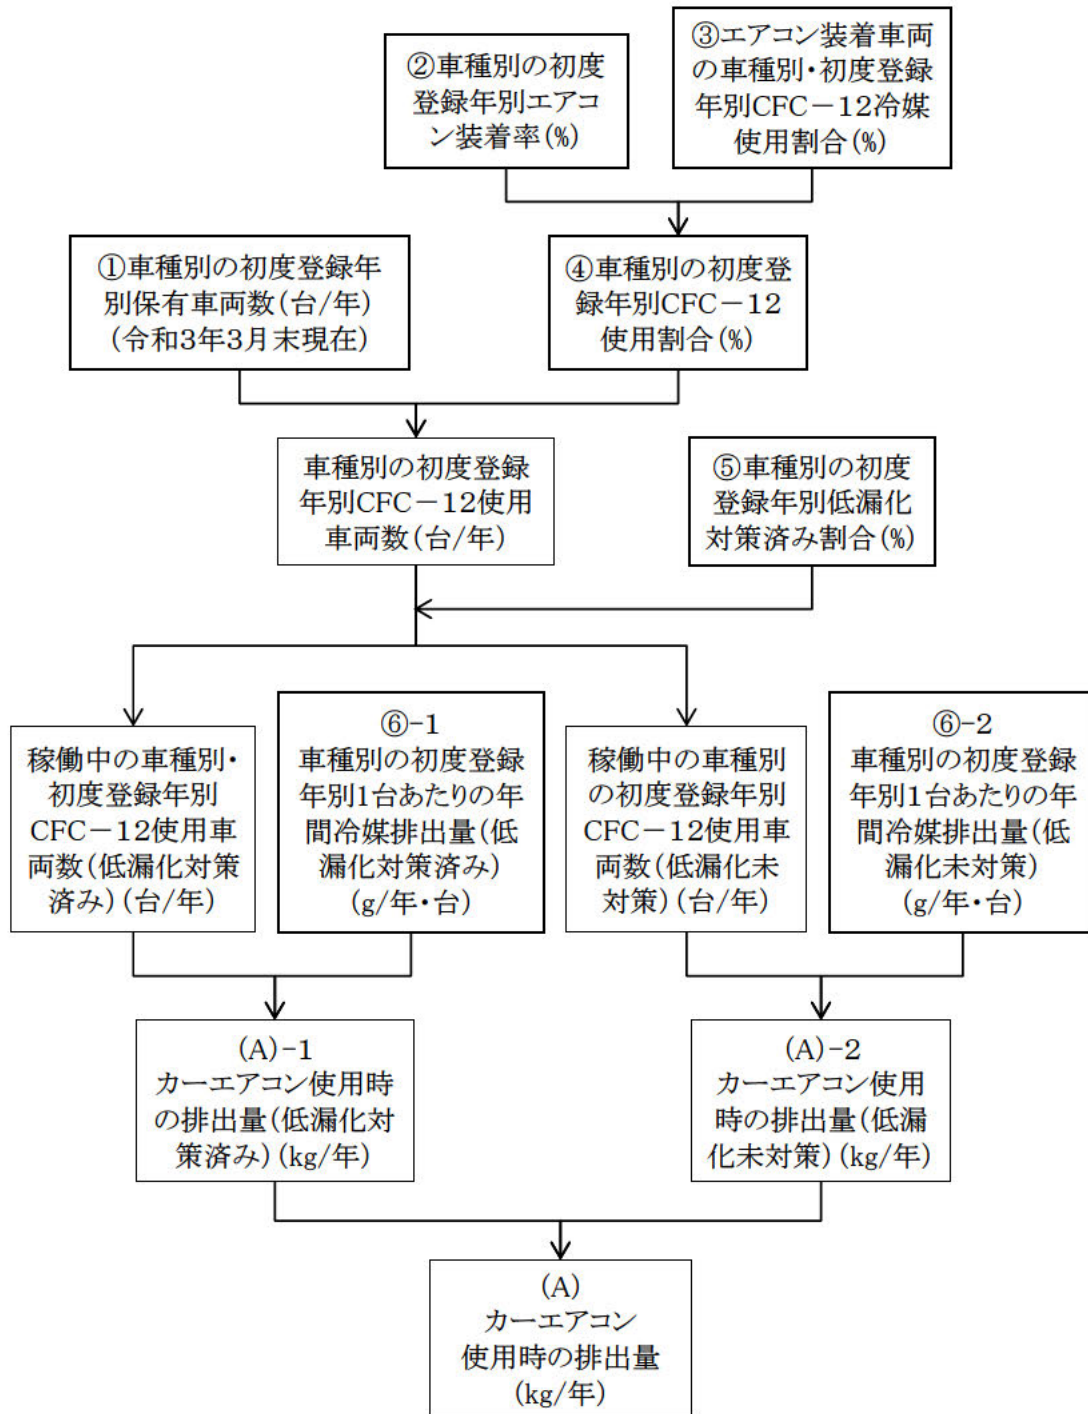 ②車種別の初度
登録年別エアコ
ン装着率(%)
③エアコン装着車両
の車種別・初度登録
年別CFC－12冷媒
使用割合(%)
①車種別の初度登録年
別保有車両数(台/年)
(令和3年3月末現在)
④車種別の初度登
録年別CFC－12
使用割合(%)
車種別の初度登録
年別CFC－12使用
車両数(台/年)
⑤車種別の初度
登録年別低漏化
対策済み割合(%)
稼働中の車種別・
初度登録年別
CFC－12使用車
両数(低漏化対策
済み)(台/年)
⑥-1
車種別の初度登録
年別1台あたりの年
間冷媒排出量(低
漏化対策済み)
(g/年・台)
稼働中の車種別
の初度登録年別
CFC－12使用車
両数(低漏化未
対策)(台/年)
⑥-2
車種別の初度登録
年別1台あたりの年
間冷媒排出量(低
漏化未対策)
(g/年・台)
(A)-1
カーエアコン使用時
の排出量(低漏化対
策済み)(kg/年)
(A)-2
カーエアコン使用
時の排出量(低漏
化未対策)(kg/年)
(A)
カーエアコン
使用時の排出量
(kg/年)